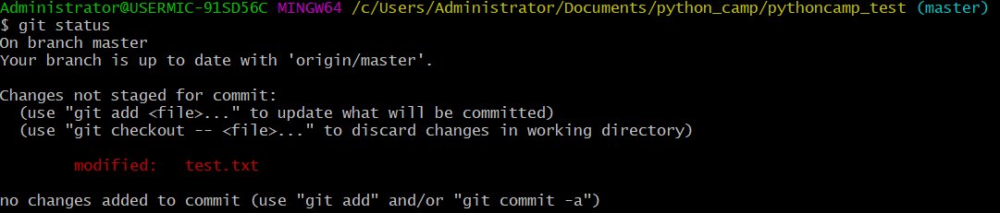 Administrator@USERMIC-91SD56C MINGW64 /c/Users/Administrator/Documents/python_camp/pythoncamp_test (master)
$ git status
On branch master
Your branch is up to date with 'origin/master'.
Changes not staged for commit:
(use "git add <file>..." to update what will be committed)
(use "git checkout -- <file>..." to discard changes in working directory)
modified: test.txt
no changes added to commit (use "git add" and/or "git commit -a")